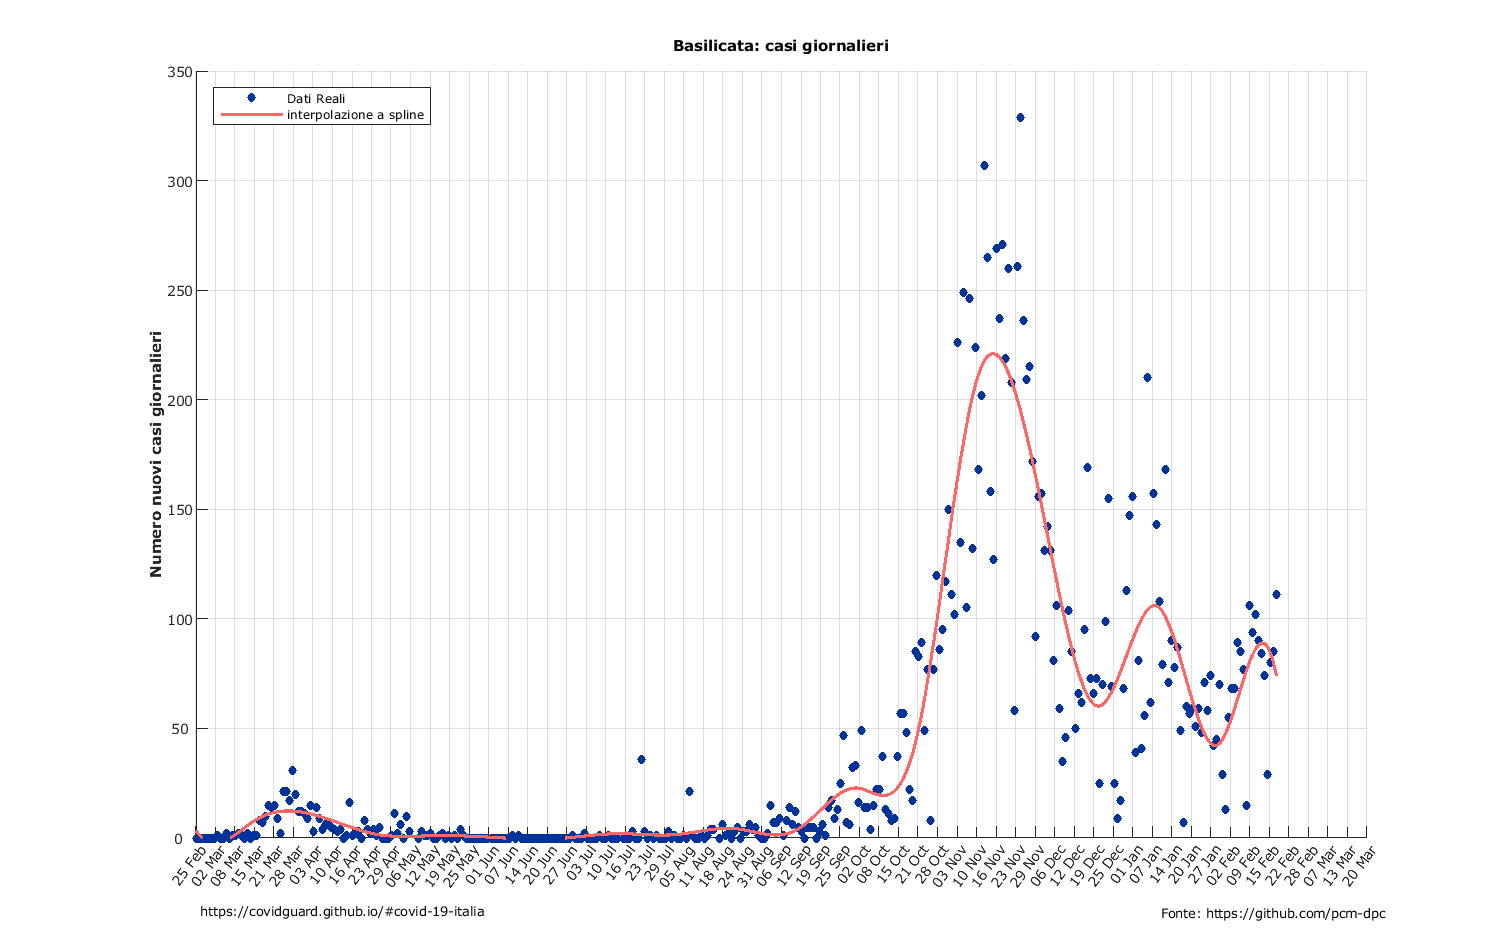 Basilicata: casi giornalieri
Dati Reali
interpolazione a spline
Numero nuovi casi giornalieri
350
300
250
200
150
100
50
0
25 Feb
02 Mar
08 Mar
15 Mar
21 Mar
28 Mar
03 Apr
10 Apr
16 Apr
23 Apr
29 Apr
06 May
12 May
19 May
25 May
01 Jun
07 Jun
14 Jun
20 Jun
27 Jun
03 Jul
10 Jul
16 Jul
23 Jul
29 Jul
05 Aug
11 Aug
18 Aug
24 Aug
31 Aug
06 Sep
12 Sep
19 Sep
25 Sep
02 Oct
08 Oct
15 Oct
21 Oct
28 Oct
03 Nov
10 Nov
16 Nov
23 Nov
29 Nov
06 Dec
12 Dec
19 Dec
25 Dec
01 Jan
07 Jan
14 Jan
20 Jan
27 Jan
02 Feb
09 Feb
15 Feb
22 Feb
28 Feb
07 Mar
13 Mar
20 Mar
https://covidguard.github.io/#covid-19-italia
Fonte: https://github.com/pcm-dpc